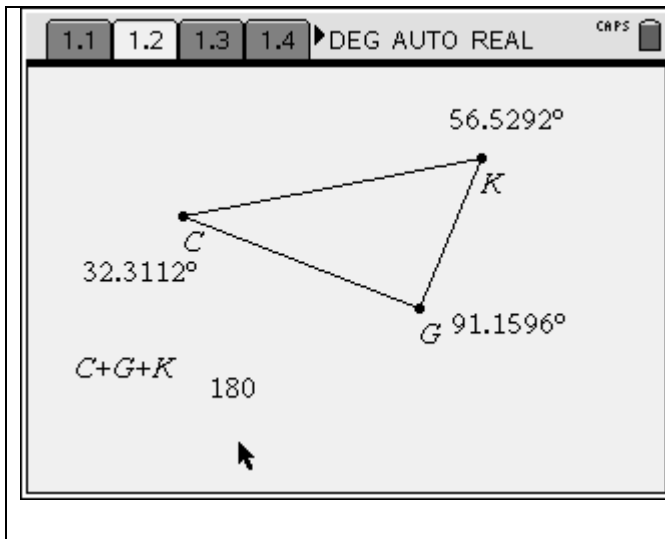 1.1 1.2 1.3 1.4 DEG AUTO REAL CAPS
56.5292°
K
C
32.3112°
G 91.1596°
C+G+K
180